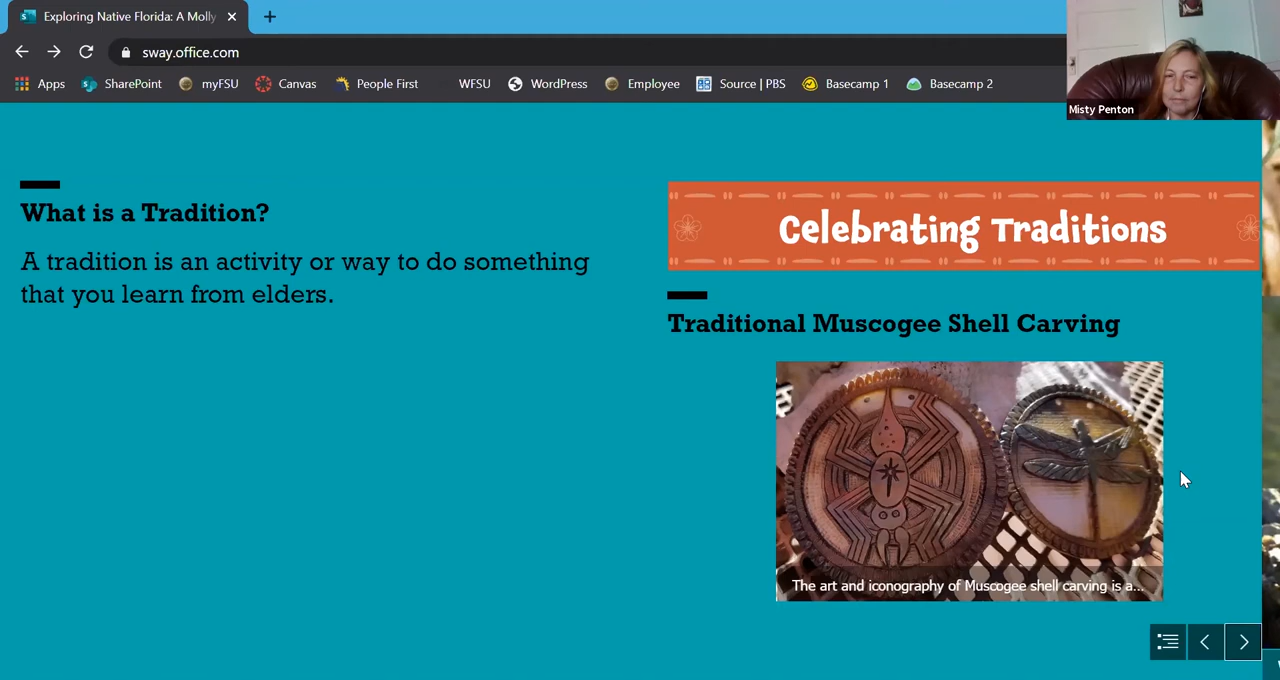 Exploring Native Florida: A Molly
sway.office.com
Apps SharePoint myFSU Canvas People First WFSU WordPress Employee Source | PBS Basecamp 1 Basecamp 2
Misty Penton
What is a Tradition?
A tradition is an activity or way to do something
that you learn from elders.
Celebrating Traditions
Traditional Muscogee Shell Carving
The art and iconography of Muscogee shell carving is a...